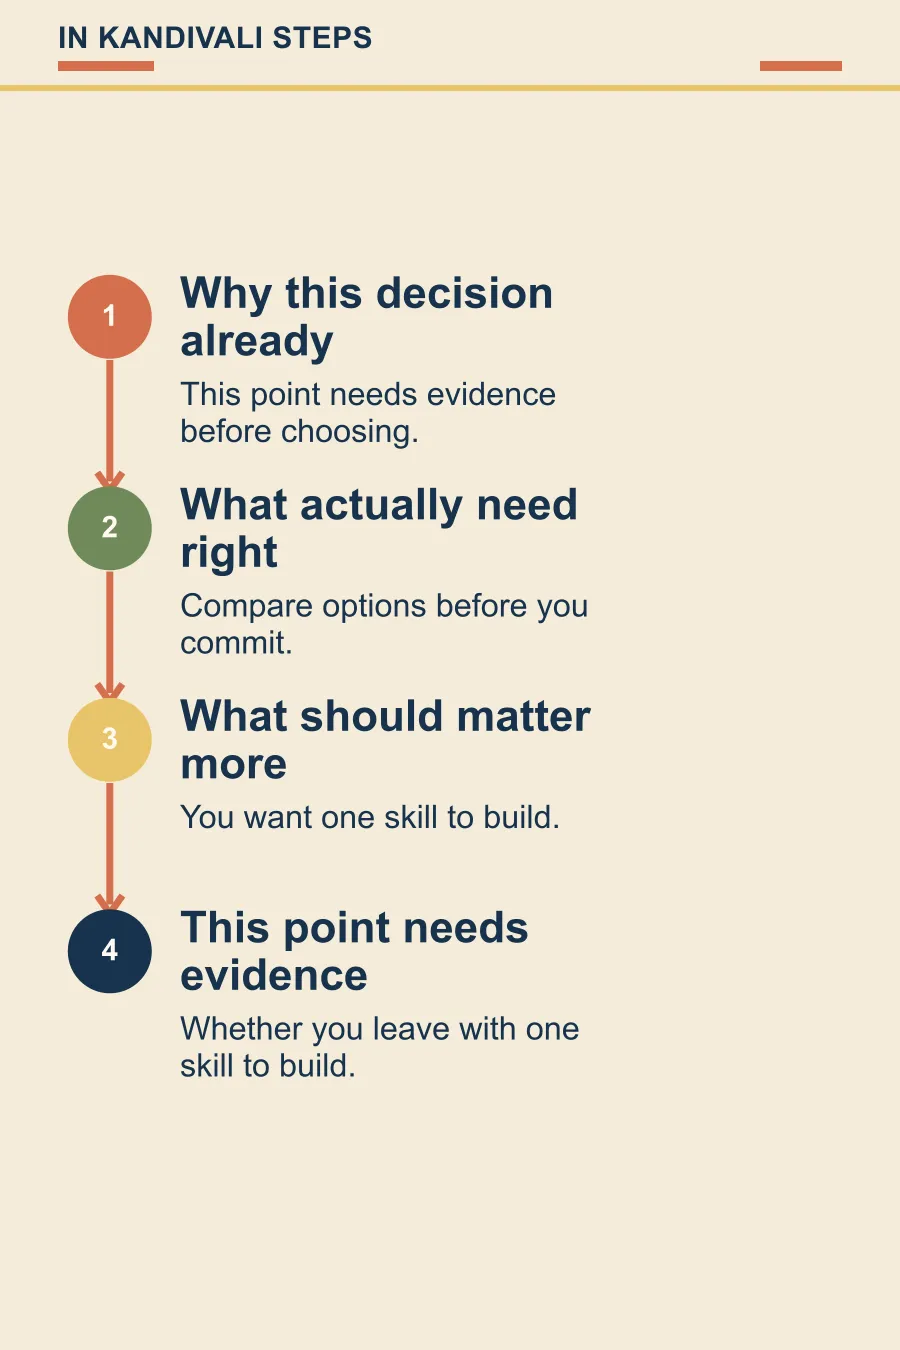 IN KANDIVALI STEPS
1
Why this decision
already
This point needs evidence
before choosing.
2
What actually need
right
Compare options before you
commit.
3
What should matter
more
You want one skill to build.
4
This point needs
evidence
Whether you leave with one
skill to build.